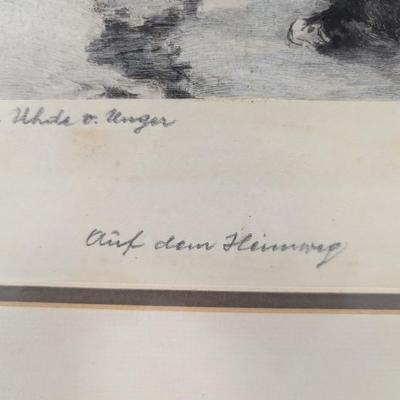 Uhde v. Unger
Auf dem Heimweg